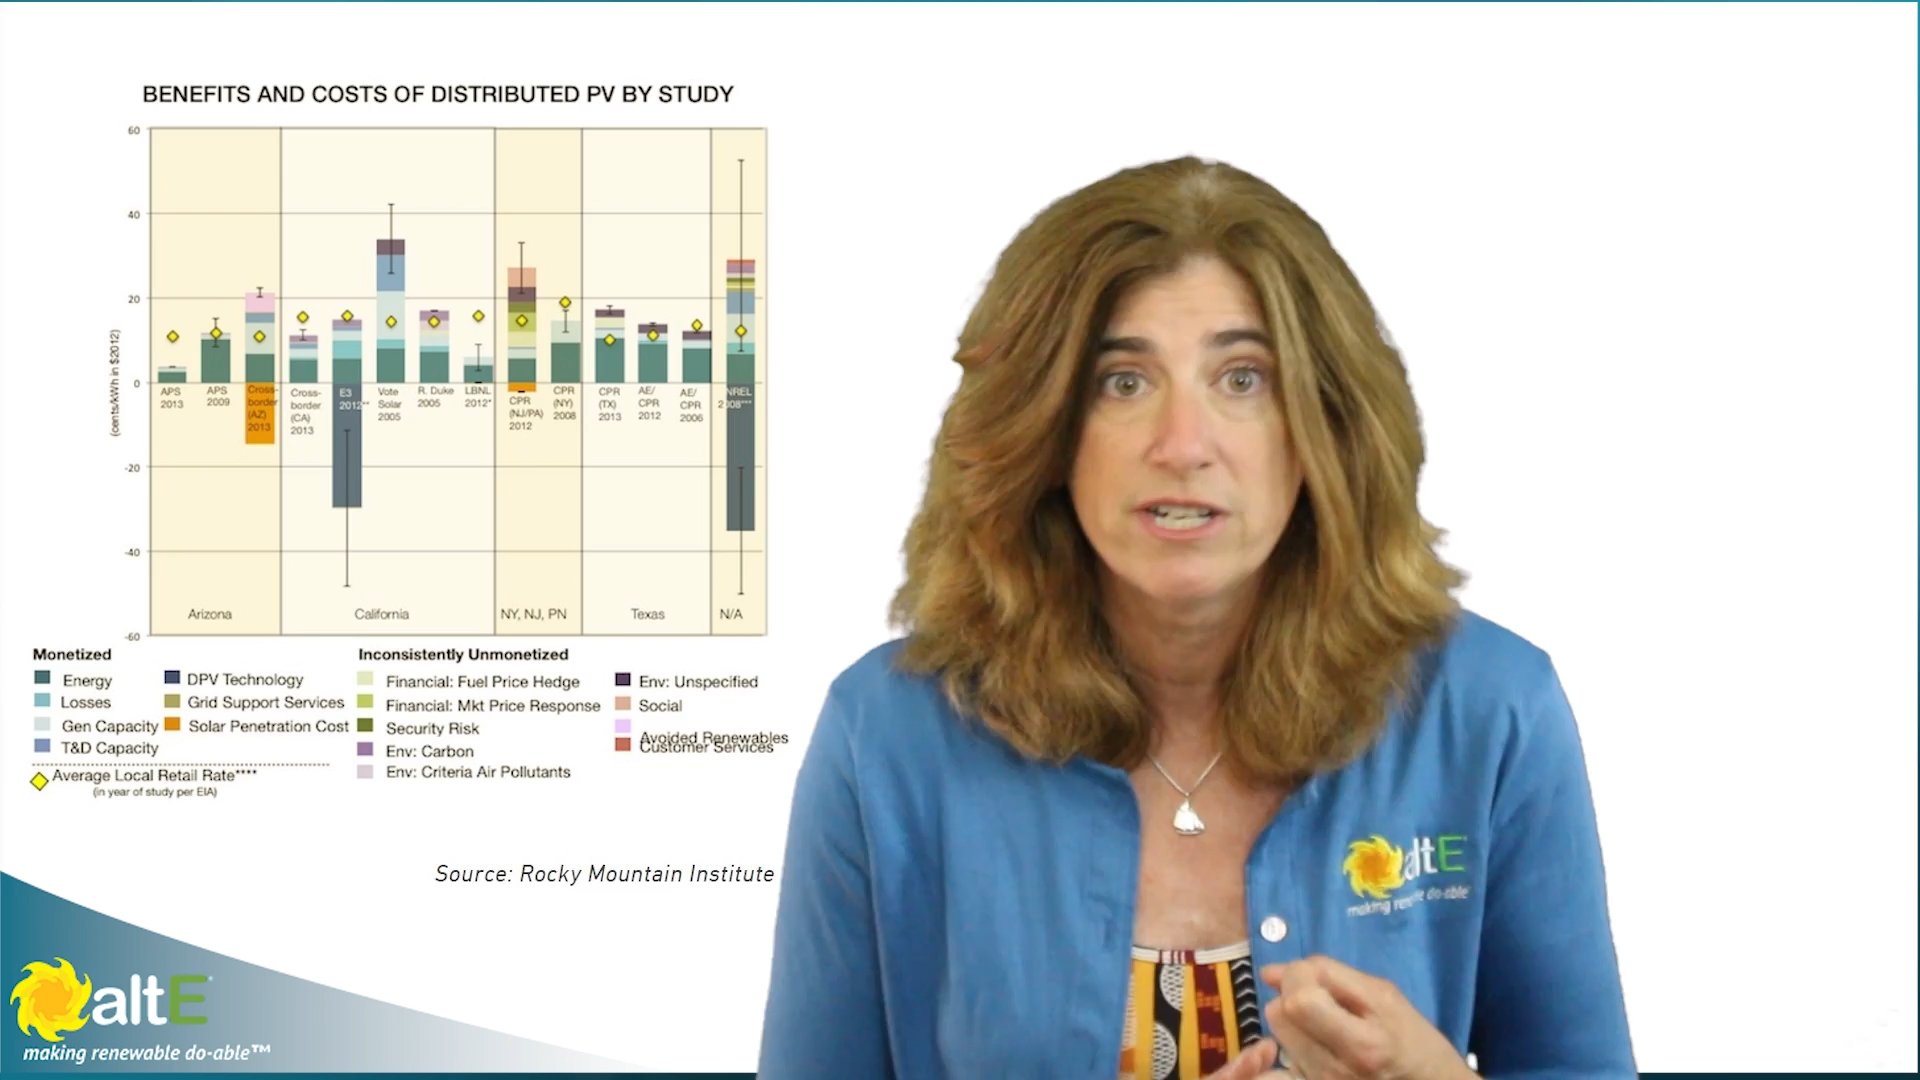 BENEFITS AND COSTS OF DISTRIBUTED PV BY STUDY
60
40
20
0
-20
-40
-60
(cents/kWh in $2012)
APS 2013
APS 2009
Cross-border (AZ) 2013
Cross-border (CA) 2013
E3 2012**
Vote Solar 2005
R. Duke 2005
LBNL 2012*
CPR (NJ/PA) 2012
CPR (NY) 2008
CPR (TX) 2013
AE/CPR 2012
AE/CPR 2006
NREL 2008***
Arizona
California
NY, NJ, PN
Texas
N/A
Monetized
Energy
Losses
Gen Capacity
T&D Capacity
DPV Technology
Grid Support Services
Solar Penetration Cost
Average Local Retail Rate****
(in year of study per EIA)
Inconsistently Unmonetized
Financial: Fuel Price Hedge
Financial: Mkt Price Response
Security Risk
Env: Carbon
Env: Criteria Air Pollutants
Env: Unspecified
Social
Avoided Renewables
Customer Services
Source: Rocky Mountain Institute
altE
making renewable do-able™
altE
making do-able